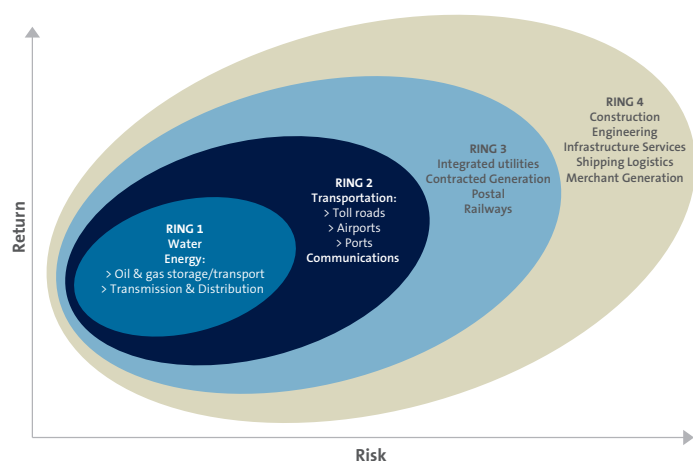 Return
RING 1
Water
Energy:
> Oil & gas storage/transport
> Transmission & Distribution
RING 2
Transportation:
> Toll roads
> Airports
> Ports
Communications
RING 3
Integrated utilities
Contracted Generation
Postal
Railways
RING 4
Construction
Engineering
Infrastructure Services
Shipping Logistics
Merchant Generation
Risk